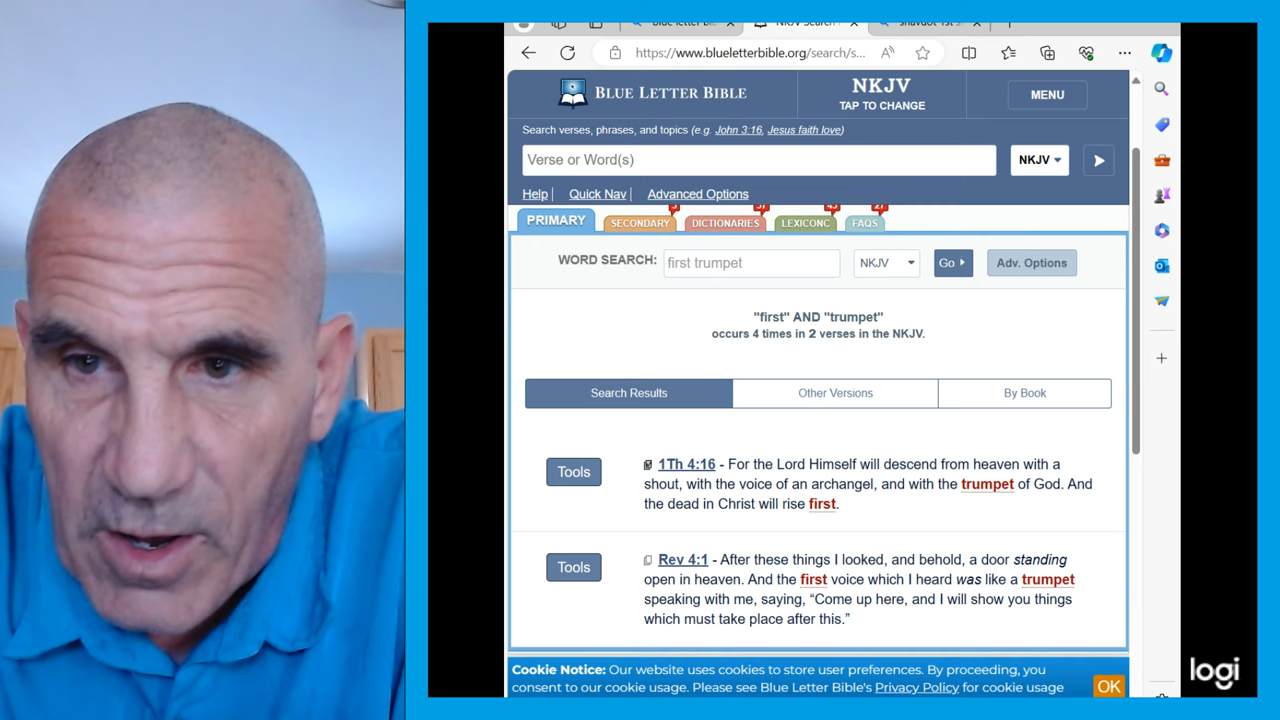 blue letter b
NKJV Search
shavuot 1st s
https://www.blueletterbible.org/search/s...
BLUE LETTER BIBLE
NKJV
TAP TO CHANGE
MENU
Search verses, phrases, and topics (e.g. John 3:16, Jesus faith love)
Verse or Word(s)
NKJV
Help| Quick Nav| Advanced Options
PRIMARY SECONDARY DICTIONARIES LEXICONC FAQS
WORD SEARCH: first trumpet NKJV Go Adv. Options
"first" AND "trumpet"
occurs 4 times in 2 verses in the NKJV.
Search Results Other Versions By Book
Tools
1Th 4:16 - For the Lord Himself will descend from heaven with a
shout, with the voice of an archangel, and with the trumpet of God. And
the dead in Christ will rise first.
Tools
Rev 4:1 - After these things I looked, and behold, a door standing
open in heaven. And the first voice which I heard was like a trumpet
speaking with me, saying, “Come up here, and I will show you things
which must take place after this.”
Cookie Notice: Our website uses cookies to store user preferences. By proceeding, you
consent to our cookie usage. Please see Blue Letter Bible's Privacy Policy for cookie usage
OK
logi